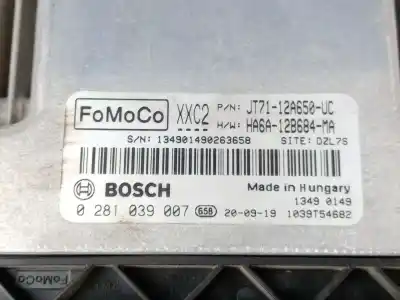 FoMoCo XXC2 P/N: JT71-12A650-UC
H/W: HA6A-12B684-MA
S/N: 134901490263658 SITE: DZL7S
BOSCH Made in Hungary
1349 0149
0 281 039 007 658 20-09-19 1039T54682
FoMoCo